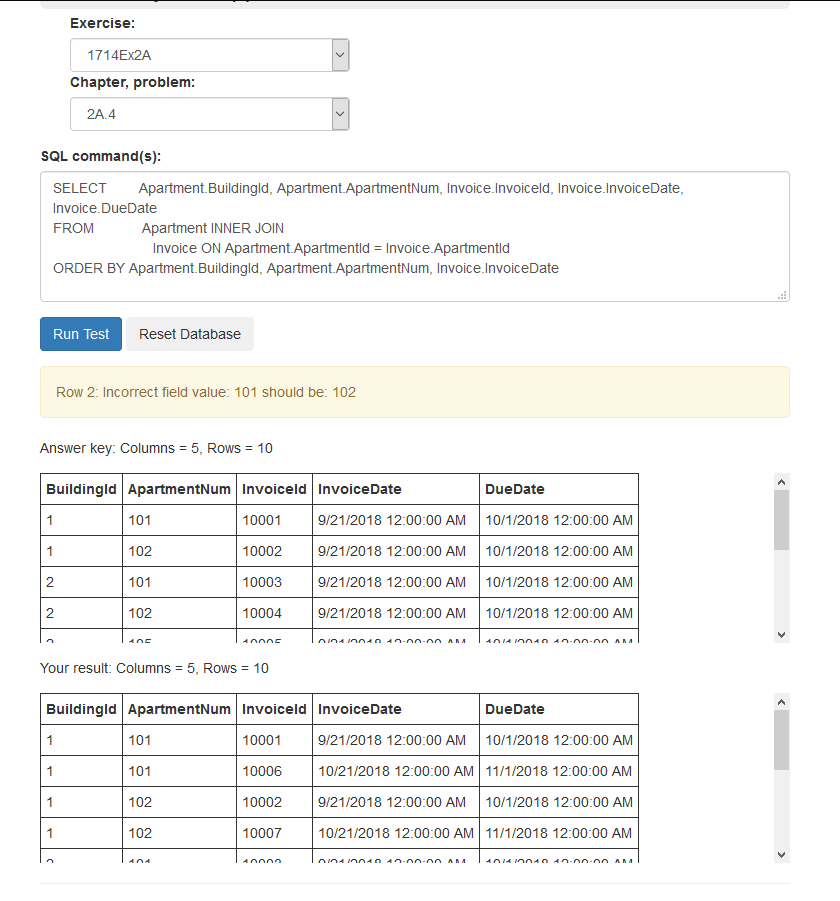 Exercise:
1714Ex2A
Chapter, problem:
2A.4
SQL command(s):
SELECT Apartment.BuildingId, Apartment.ApartmentNum, Invoice.InvoiceId, Invoice.InvoiceDate,
Invoice.DueDate
FROM Apartment INNER JOIN
Invoice ON Apartment.ApartmentId = Invoice.ApartmentId
ORDER BY Apartment.BuildingId, Apartment.ApartmentNum, Invoice.InvoiceDate
Run Test Reset Database
Row 2: Incorrect field value: 101 should be: 102
Answer key: Columns = 5, Rows = 10
BuildingId ApartmentNum InvoiceId InvoiceDate DueDate
1 101 10001 9/21/2018 12:00:00 AM 10/1/2018 12:00:00 AM
1 102 10002 9/21/2018 12:00:00 AM 10/1/2018 12:00:00 AM
2 101 10003 9/21/2018 12:00:00 AM 10/1/2018 12:00:00 AM
2 102 10004 9/21/2018 12:00:00 AM 10/1/2018 12:00:00 AM
Your result: Columns = 5, Rows = 10
BuildingId ApartmentNum InvoiceId InvoiceDate DueDate
1 101 10001 9/21/2018 12:00:00 AM 10/1/2018 12:00:00 AM
1 101 10006 10/21/2018 12:00:00 AM 11/1/2018 12:00:00 AM
1 102 10002 9/21/2018 12:00:00 AM 10/1/2018 12:00:00 AM
1 102 10007 10/21/2018 12:00:00 AM 11/1/2018 12:00:00 AM